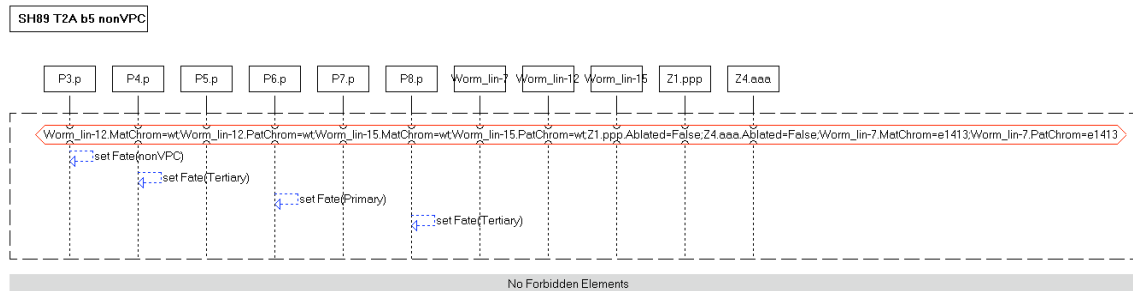 SH89 T2A b5 nonVPC
P3.p P4.p P5.p P6.p P7.p P8.p Worm_lin-7 Worm_lin-12 Worm_lin-15 Z1.ppp Z4.aaa
Worm_lin-12.MatChrom=wt;Worm_lin-12.PatChrom=wt;Worm_lin-15.MatChrom=wt;Worm_lin-15.PatChrom=wt;Z1.ppp.Ablated=False;Z4.aaa.Ablated=False;Worm_lin-7.MatChrom=e1413;Worm_lin-7.PatChrom=e1413
set Fate(nonVPC)
set Fate(Tertiary)
set Fate(Primary)
set Fate(Tertiary)
No Forbidden Elements